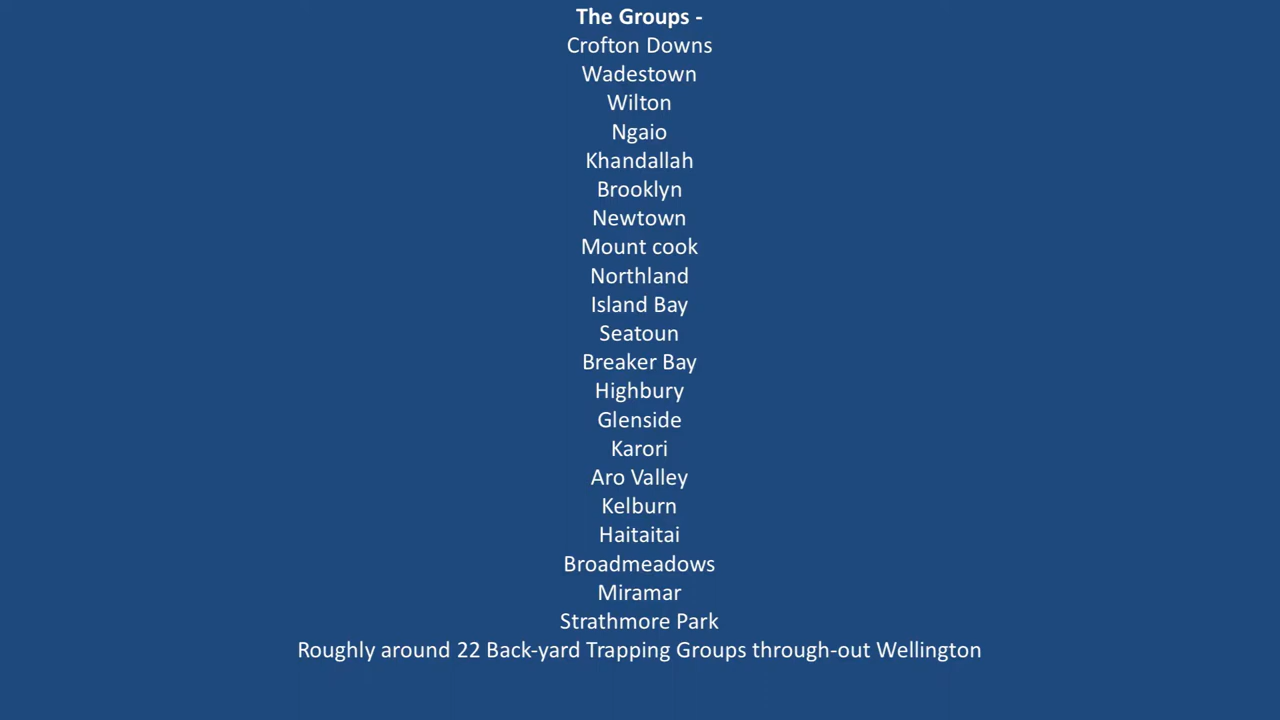 The Groups -
Crofton Downs
Wadestown
Wilton
Ngaio
Khandallah
Brooklyn
Newtown
Mount cook
Northland
Island Bay
Seatoun
Breaker Bay
Highbury
Glenside
Karori
Aro Valley
Kelburn
Haitaitai
Broadmeadows
Miramar
Strathmore Park
Roughly around 22 Back-yard Trapping Groups through-out Wellington